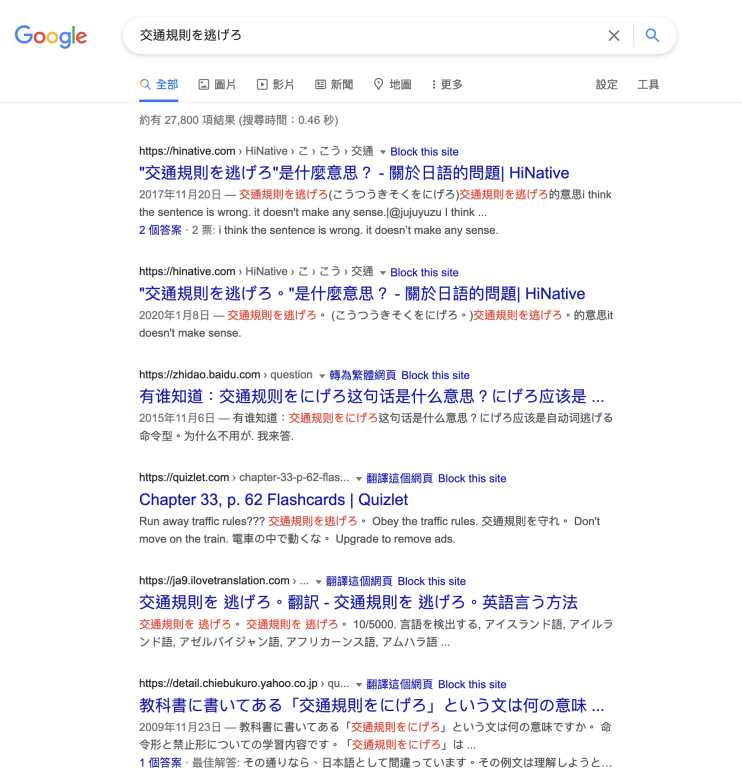 Google
交通規則を逃げろ
全部 圖片 影片 新聞 地圖 更多 設定 工具
約有 27,800 項結果 (搜尋時間：0.46 秒)
https://hinative.com › HiNative › こ › こう › 交通 Block this site
"交通規則を逃げろ"是什麼意思？ - 關於日語的問題| HiNative
2017年11月20日 — 交通規則を逃げろ(こうつうきそくをにげろ)交通規則を逃げろ的意思i think
the sentence is wrong. it doesn't make any sense.|@jujuyuzu I think ...
2 個答案 · 2 票: i think the sentence is wrong. it doesn't make any sense.
https://hinative.com › HiNative › こ › こう › 交通 Block this site
"交通規則を逃げろ。"是什麼意思？ - 關於日語的問題| HiNative
2020年1月8日 — 交通規則を逃げろ。 (こうつうきそくをにげろ。)交通規則を逃げろ。的意思it
doesn't make sense.
https://zhidao.baidu.com › question 轉為繁體網頁 Block this site
有谁知道：交通规则をにげろ这句话是什么意思？にげろ应该是 ...
2015年11月6日 — 有谁知道：交通规则をにげろ这句话是什么意思？にげろ应该是自动词逃げる
命令型。为什么不用が. 我来答.
https://quizlet.com › chapter-33-p-62-flas... 翻譯這個網頁 Block this site
Chapter 33, p. 62 Flashcards | Quizlet
Run away traffic rules??? 交通規則を逃げろ。 Obey the traffic rules. 交通規則を守れ。 Don't
move on the train. 電車の中で動くな。 Upgrade to remove ads.
https://ja9.ilovetranslation.com › ... 翻譯這個網頁 Block this site
交通規則を 逃げろ。翻訳 - 交通規則を 逃げろ。英語言う方法
交通規則を 逃げろ。 交通規則を 逃げろ。 10/5000. 言語を検出する, アイスランド語, アイルラ
ンド語, アゼルバイジャン語, アフリカーンス語, アムハラ語 ...
https://detail.chiebukuro.yahoo.co.jp › qu... 翻譯這個網頁 Block this site
教科書に書いてある「交通規則をにげろ」という文は何の意味 ...
2009年11月23日 — 教科書に書いてある「交通規則をにげろ」という文は何の意味ですか。 命
令形と禁止形についての学習内容です。「交通規則をにげろ」は ...
1 個答案 · 最佳解答: その通りなら、日本語として間違っています。その例文は理解しようと…